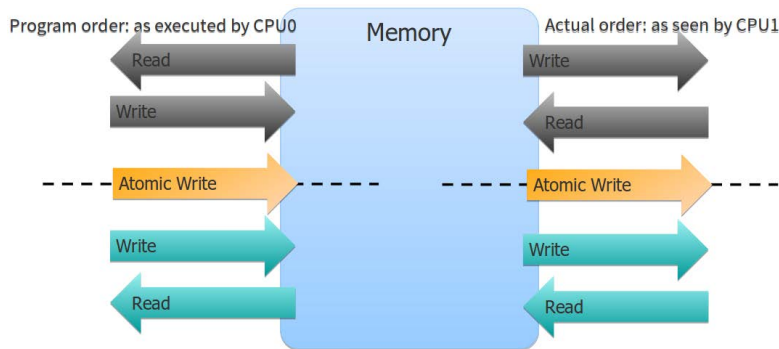 Program order: as executed by CPU0
Memory
Actual order: as seen by CPU1
Read
Write
Write
Read
Atomic Write
Atomic Write
Write
Write
Read
Read